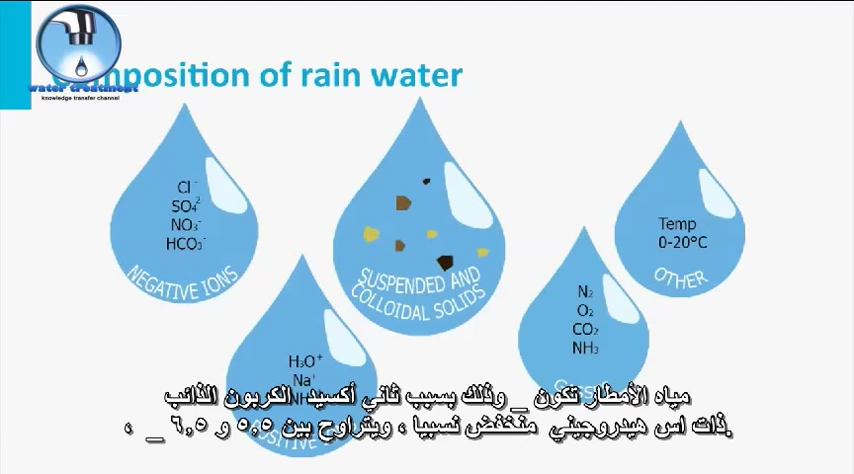 Composition of rain water
water treatment
knowledge transfer channel
Cl⁻
SO₄²⁻
NO₃⁻
HCO₃⁻
NEGATIVE IONS
SUSPENDED AND
COLLOIDAL SOLIDS
Temp
0-20°C
OTHER
H₃O⁺
Na⁺
N₂
O₂
CO₂
NH₃
مياه الأمطار تكون _ وذلك بسبب ثاني أكسيد الكربون الذائب
ذات اس هيدروجيني منخفض نسبيا ، ويتراوح بين ٥,٥ و ٦,٥ _ ،